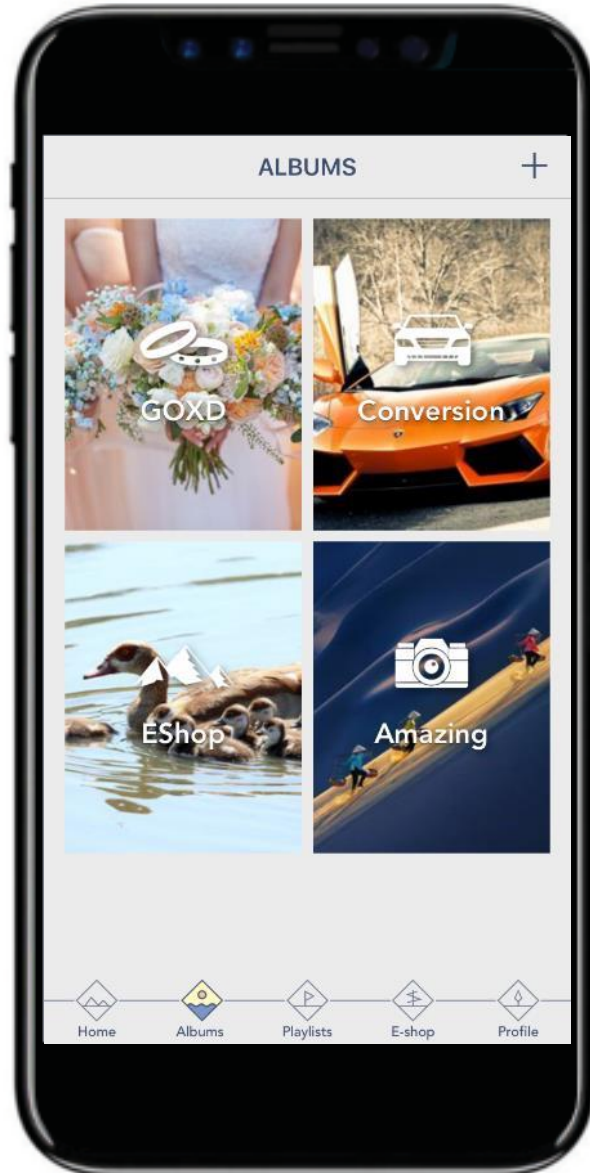 ALBUMS
GOXD
Conversion
EShop
Amazing
Home
Albums
Playlists
E-shop
Profile